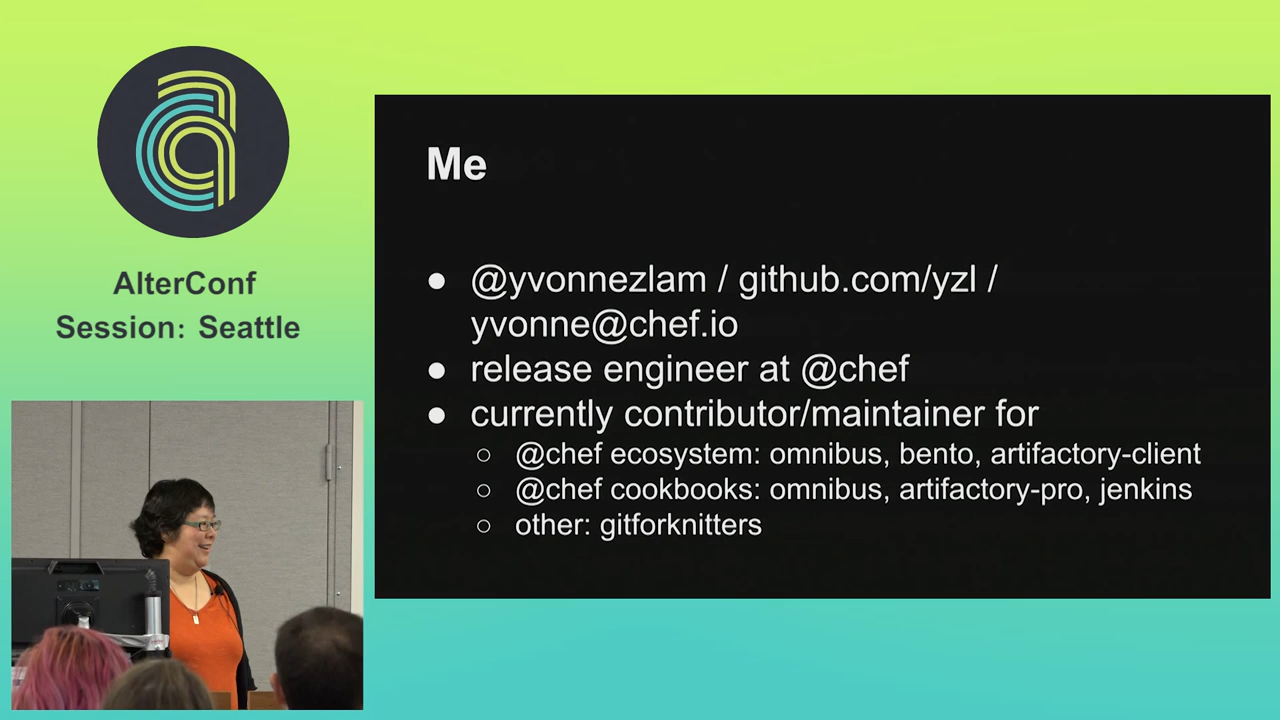 AlterConf
Session: Seattle
Me
● @yvonnezlam / github.com/yzl /
yvonne@chef.io
● release engineer at @chef
● currently contributor/maintainer for
○ @chef ecosystem: omnibus, bento, artifactory-client
○ @chef cookbooks: omnibus, artifactory-pro, jenkins
○ other: gitforknitters